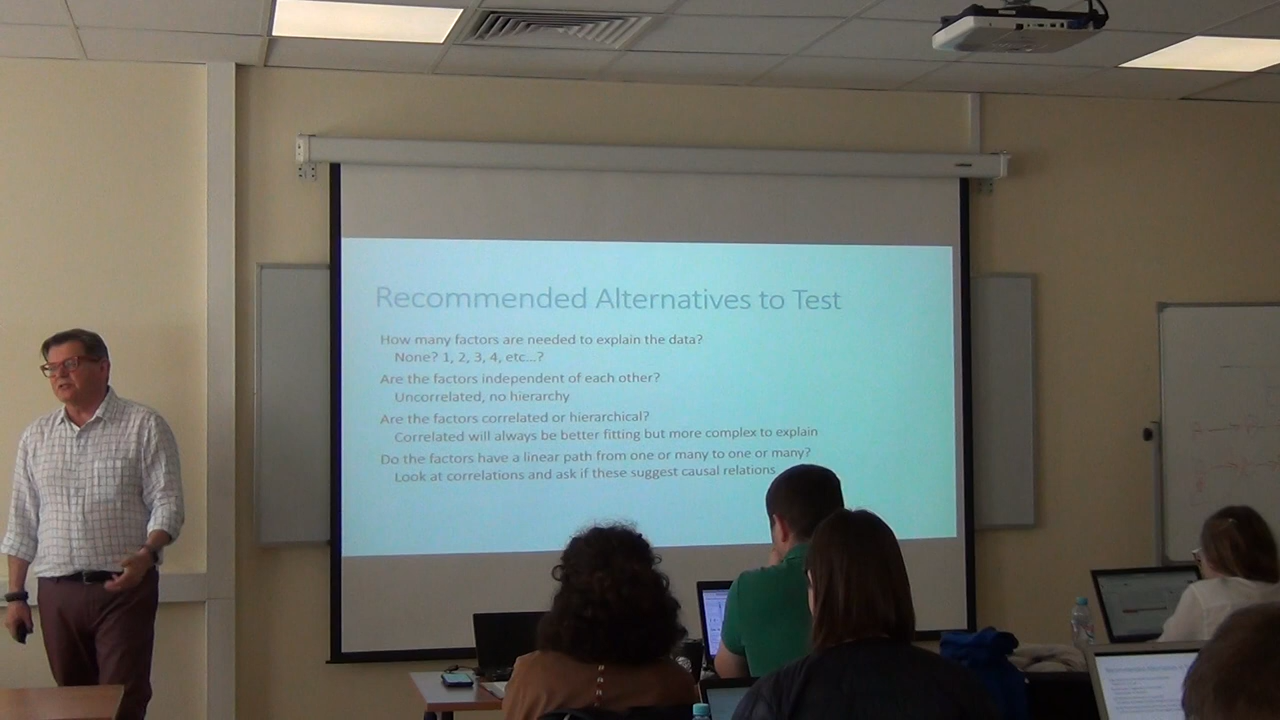 Recommended Alternatives to Test
How many factors are needed to explain the data?
None? 1, 2, 3, 4, etc...?
Are the factors independent of each other?
Uncorrelated, no hierarchy
Are the factors correlated or hierarchical?
Correlated will always be better fitting but more complex to explain
Do the factors have a linear path from one or many to one or many?
Look at correlations and ask if these suggest causal relations